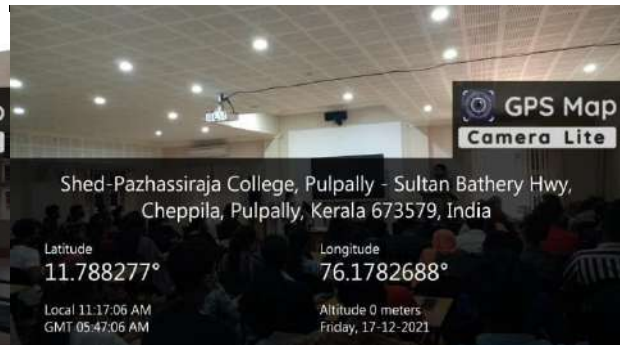 GPS Map
Camera Lite
Shed-Pazhassiraja College, Pulpally - Sultan Bathery Hwy,
Cheppila, Pulpally, Kerala 673579, India
Latitude
11.788277°
Longitude
76.1782688°
Local 11:17:06 AM
GMT 05:47:06 AM
Altitude 0 meters
Friday, 17-12-2021